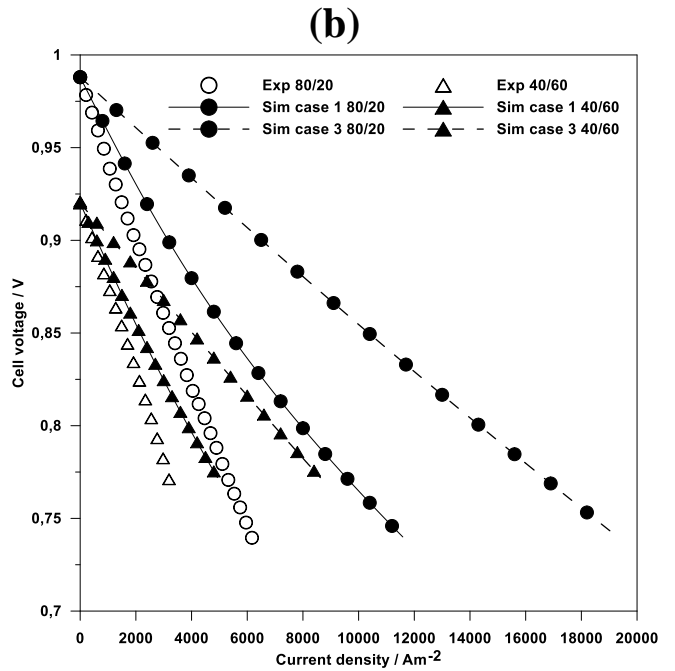 (b)
1
Exp 80/20
Exp 40/60
Sim case 1 80/20
Sim case 1 40/60
Sim case 3 80/20
Sim case 3 40/60
0,95
0,9
0,85
0,8
0,75
0,7
Cell voltage / V
0 2000 4000 6000 8000 10000 12000 14000 16000 18000 20000
Current density / Am-2